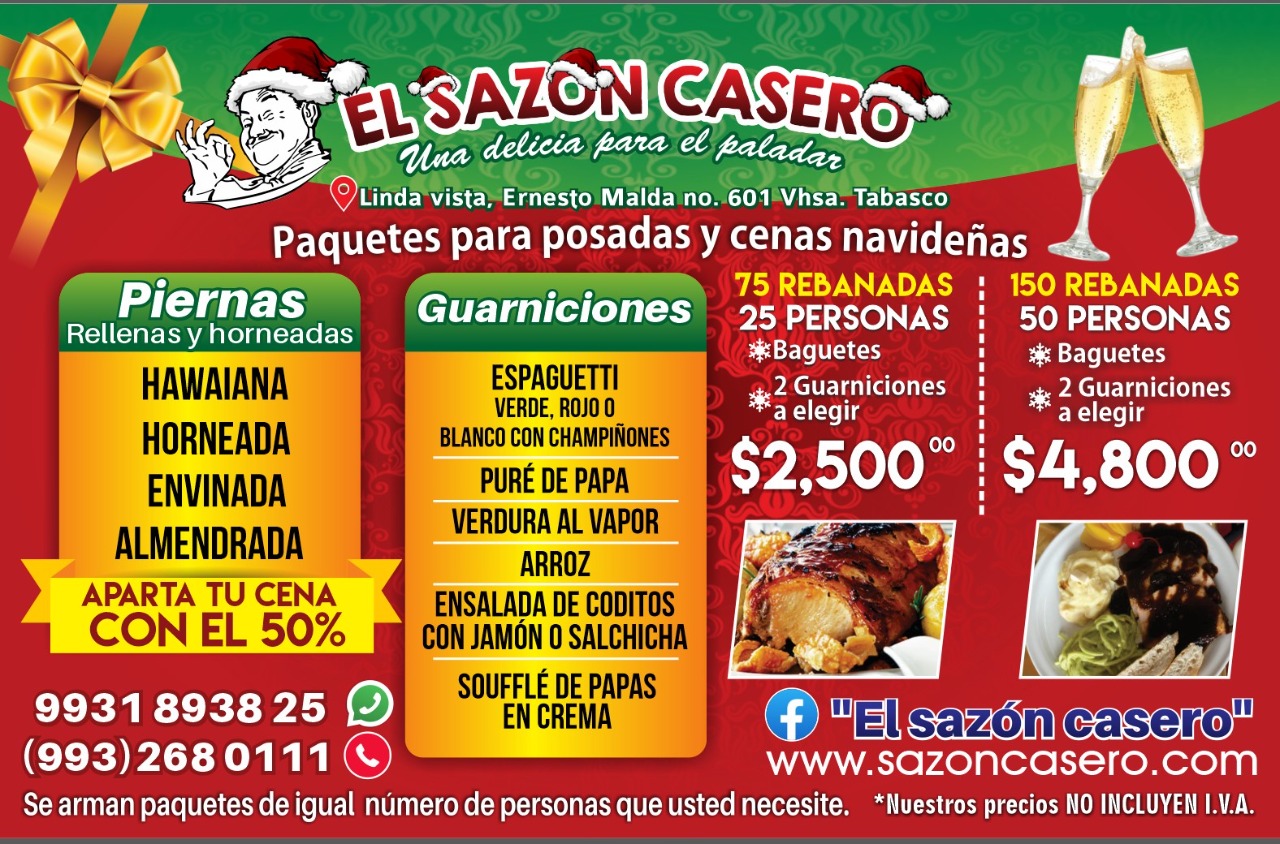 EL SAZÓN CASERO
Una delicia para el paladar
Linda vista, Ernesto Malda no. 601 Vhsa. Tabasco
Paquetes para posadas y cenas navideñas
Piernas
Rellenas y horneadas
HAWAIANA
HORNEADA
ENVINADA
ALMENDRADA
APARTA TU CENA
CON EL 50%
Guarniciones
ESPAGUETTI
VERDE, ROJO O
BLANCO CON CHAMPIÑONES
PURÉ DE PAPA
VERDURA AL VAPOR
ARROZ
ENSALADA DE CODITOS
CON JAMÓN O SALCHICHA
SOUFFLÉ DE PAPAS
EN CREMA
75 REBANADAS
25 PERSONAS
Baguetes
2 Guarniciones
a elegir
$2,500 00
150 REBANADAS
50 PERSONAS
Baguetes
2 Guarniciones
a elegir
$4,800 00
9931 8938 25
(993) 268 0111
"El sazón casero"
www.sazoncasero.com
Se arman paquetes de igual número de personas que usted necesite.
*Nuestros precios NO INCLUYEN I.V.A.